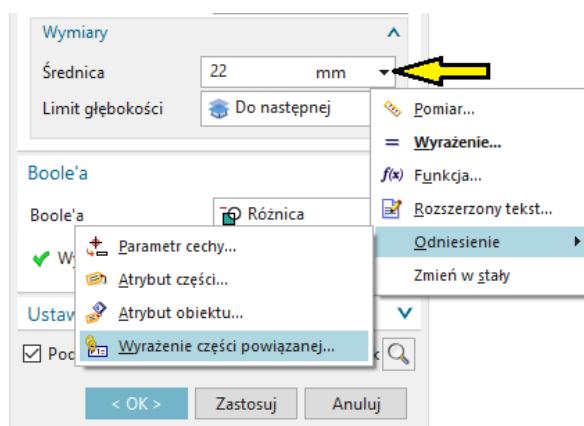 Wymiary
Średnica 22 mm
Limit głębokości Do następnej
Pomiar...
= Wyrażenie...
f(x) Funkcja...
Rozszerzony tekst...
Odniesienie
Zmień w stały
Boole'a
Boole'a Różnica
Parametr cechy...
Atrybut części...
Atrybut obiektu...
Wyrażenie części powiązanej...
< OK > Zastosuj Anuluj